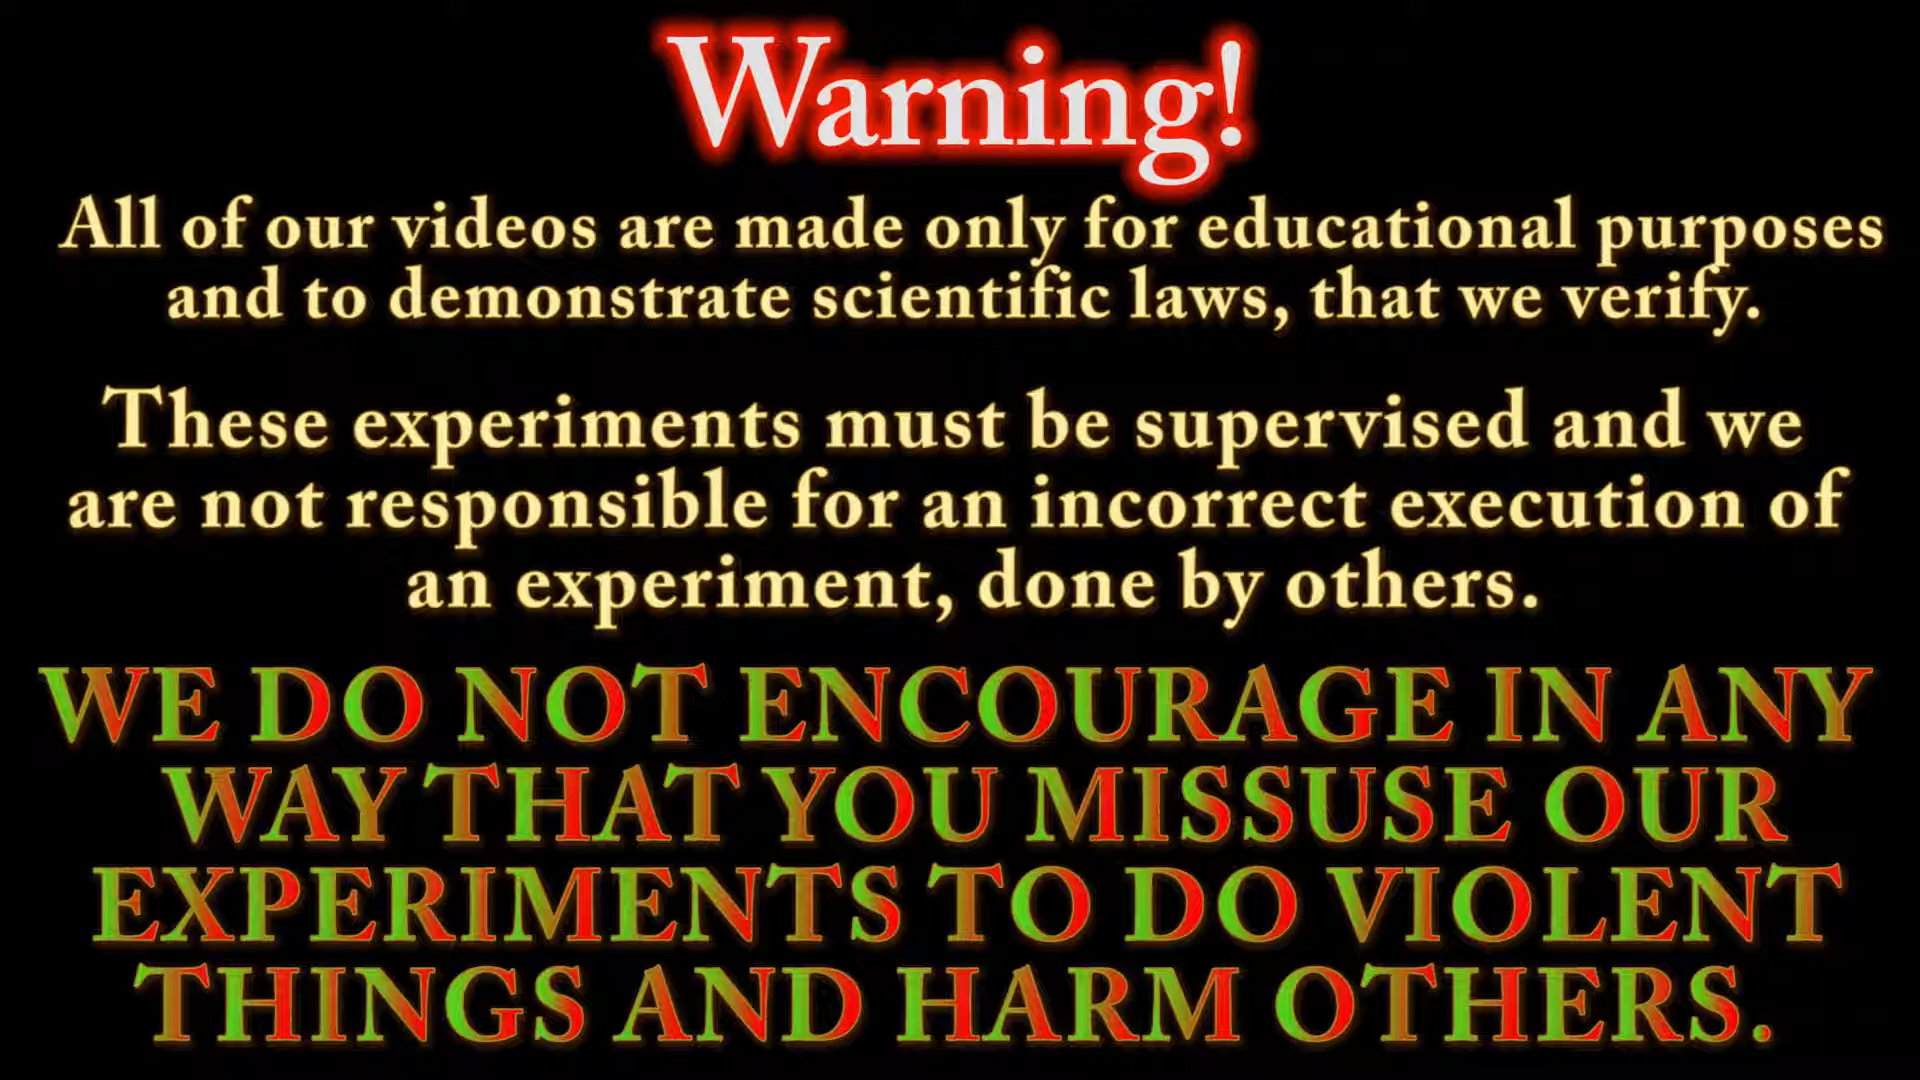 Warning!
All of our videos are made only for educational purposes
and to demonstrate scientific laws, that we verify.
These experiments must be supervised and we
are not responsible for an incorrect execution of
an experiment, done by others.
WE DO NOT ENCOURAGE IN ANY
WAY THAT YOU MISSUSE OUR
EXPERIMENTS TO DO VIOLENT
THINGS AND HARM OTHERS.